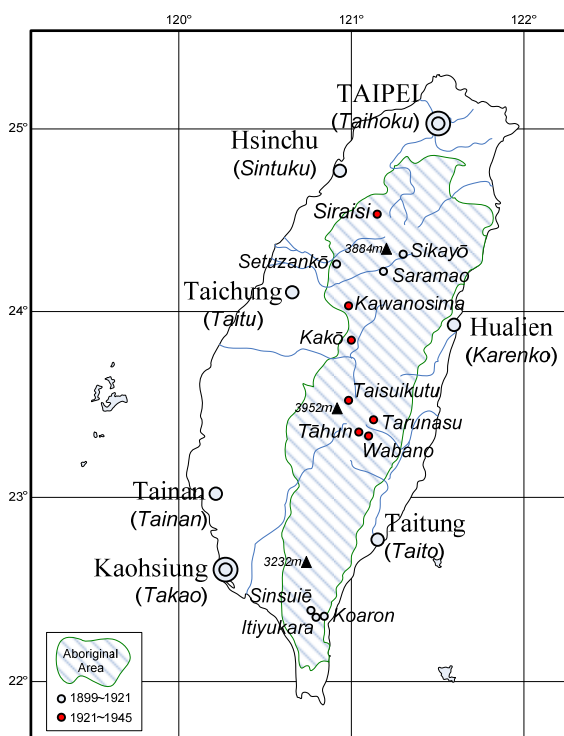 120°
121°
122°
TAIPEI
(Taihoku)
25°
Hsinchu
(Sintuku)
Siraisi
3884m
Sikayō
Setuzankō
Saramao
Taichung
(Taitu)
Kawanosima
24°
Hualien
(Karenko)
Kakō
Taisuikutu
3952m
Tarunasu
Tāhun
Wabano
23°
Tainan
(Tainan)
Taitung
(Taito)
Kaohsiung
(Takao)
3232m
Sinsuiē
Itiyukara
Koaron
Aboriginal
Area
22°
1899~1921
1921~1945